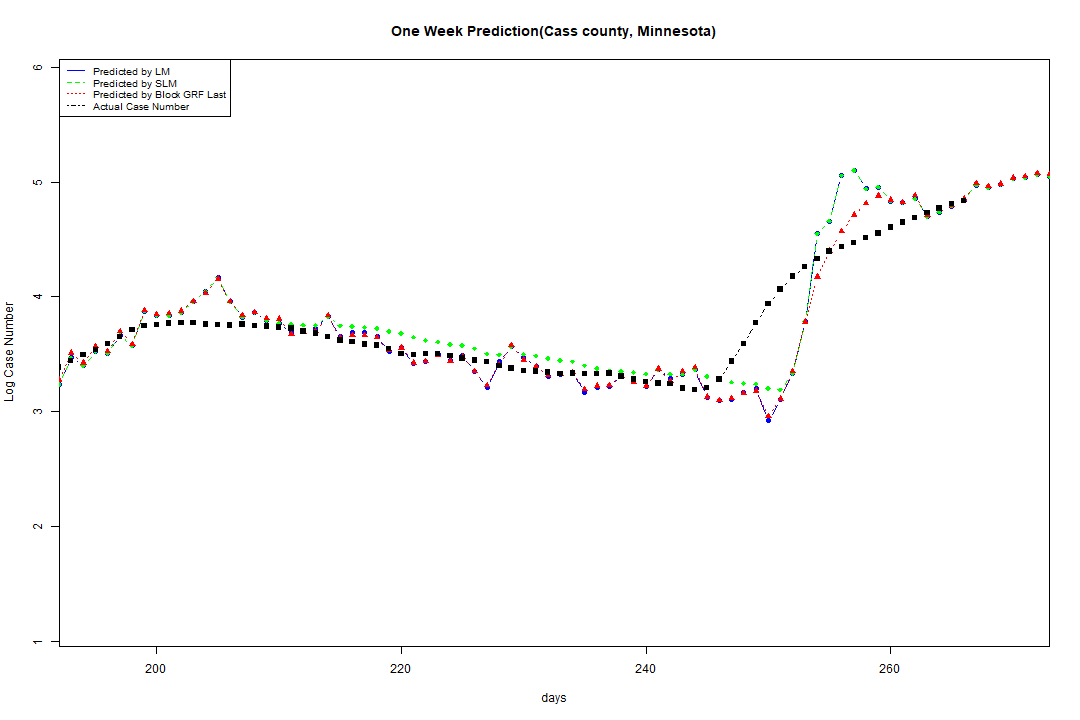 One Week Prediction(Cass county, Minnesota)
Predicted by LM
Predicted by SLM
Predicted by Block GRF Last
Actual Case Number
Log Case Number
6
5
4
3
2
1
200 220 240 260
days